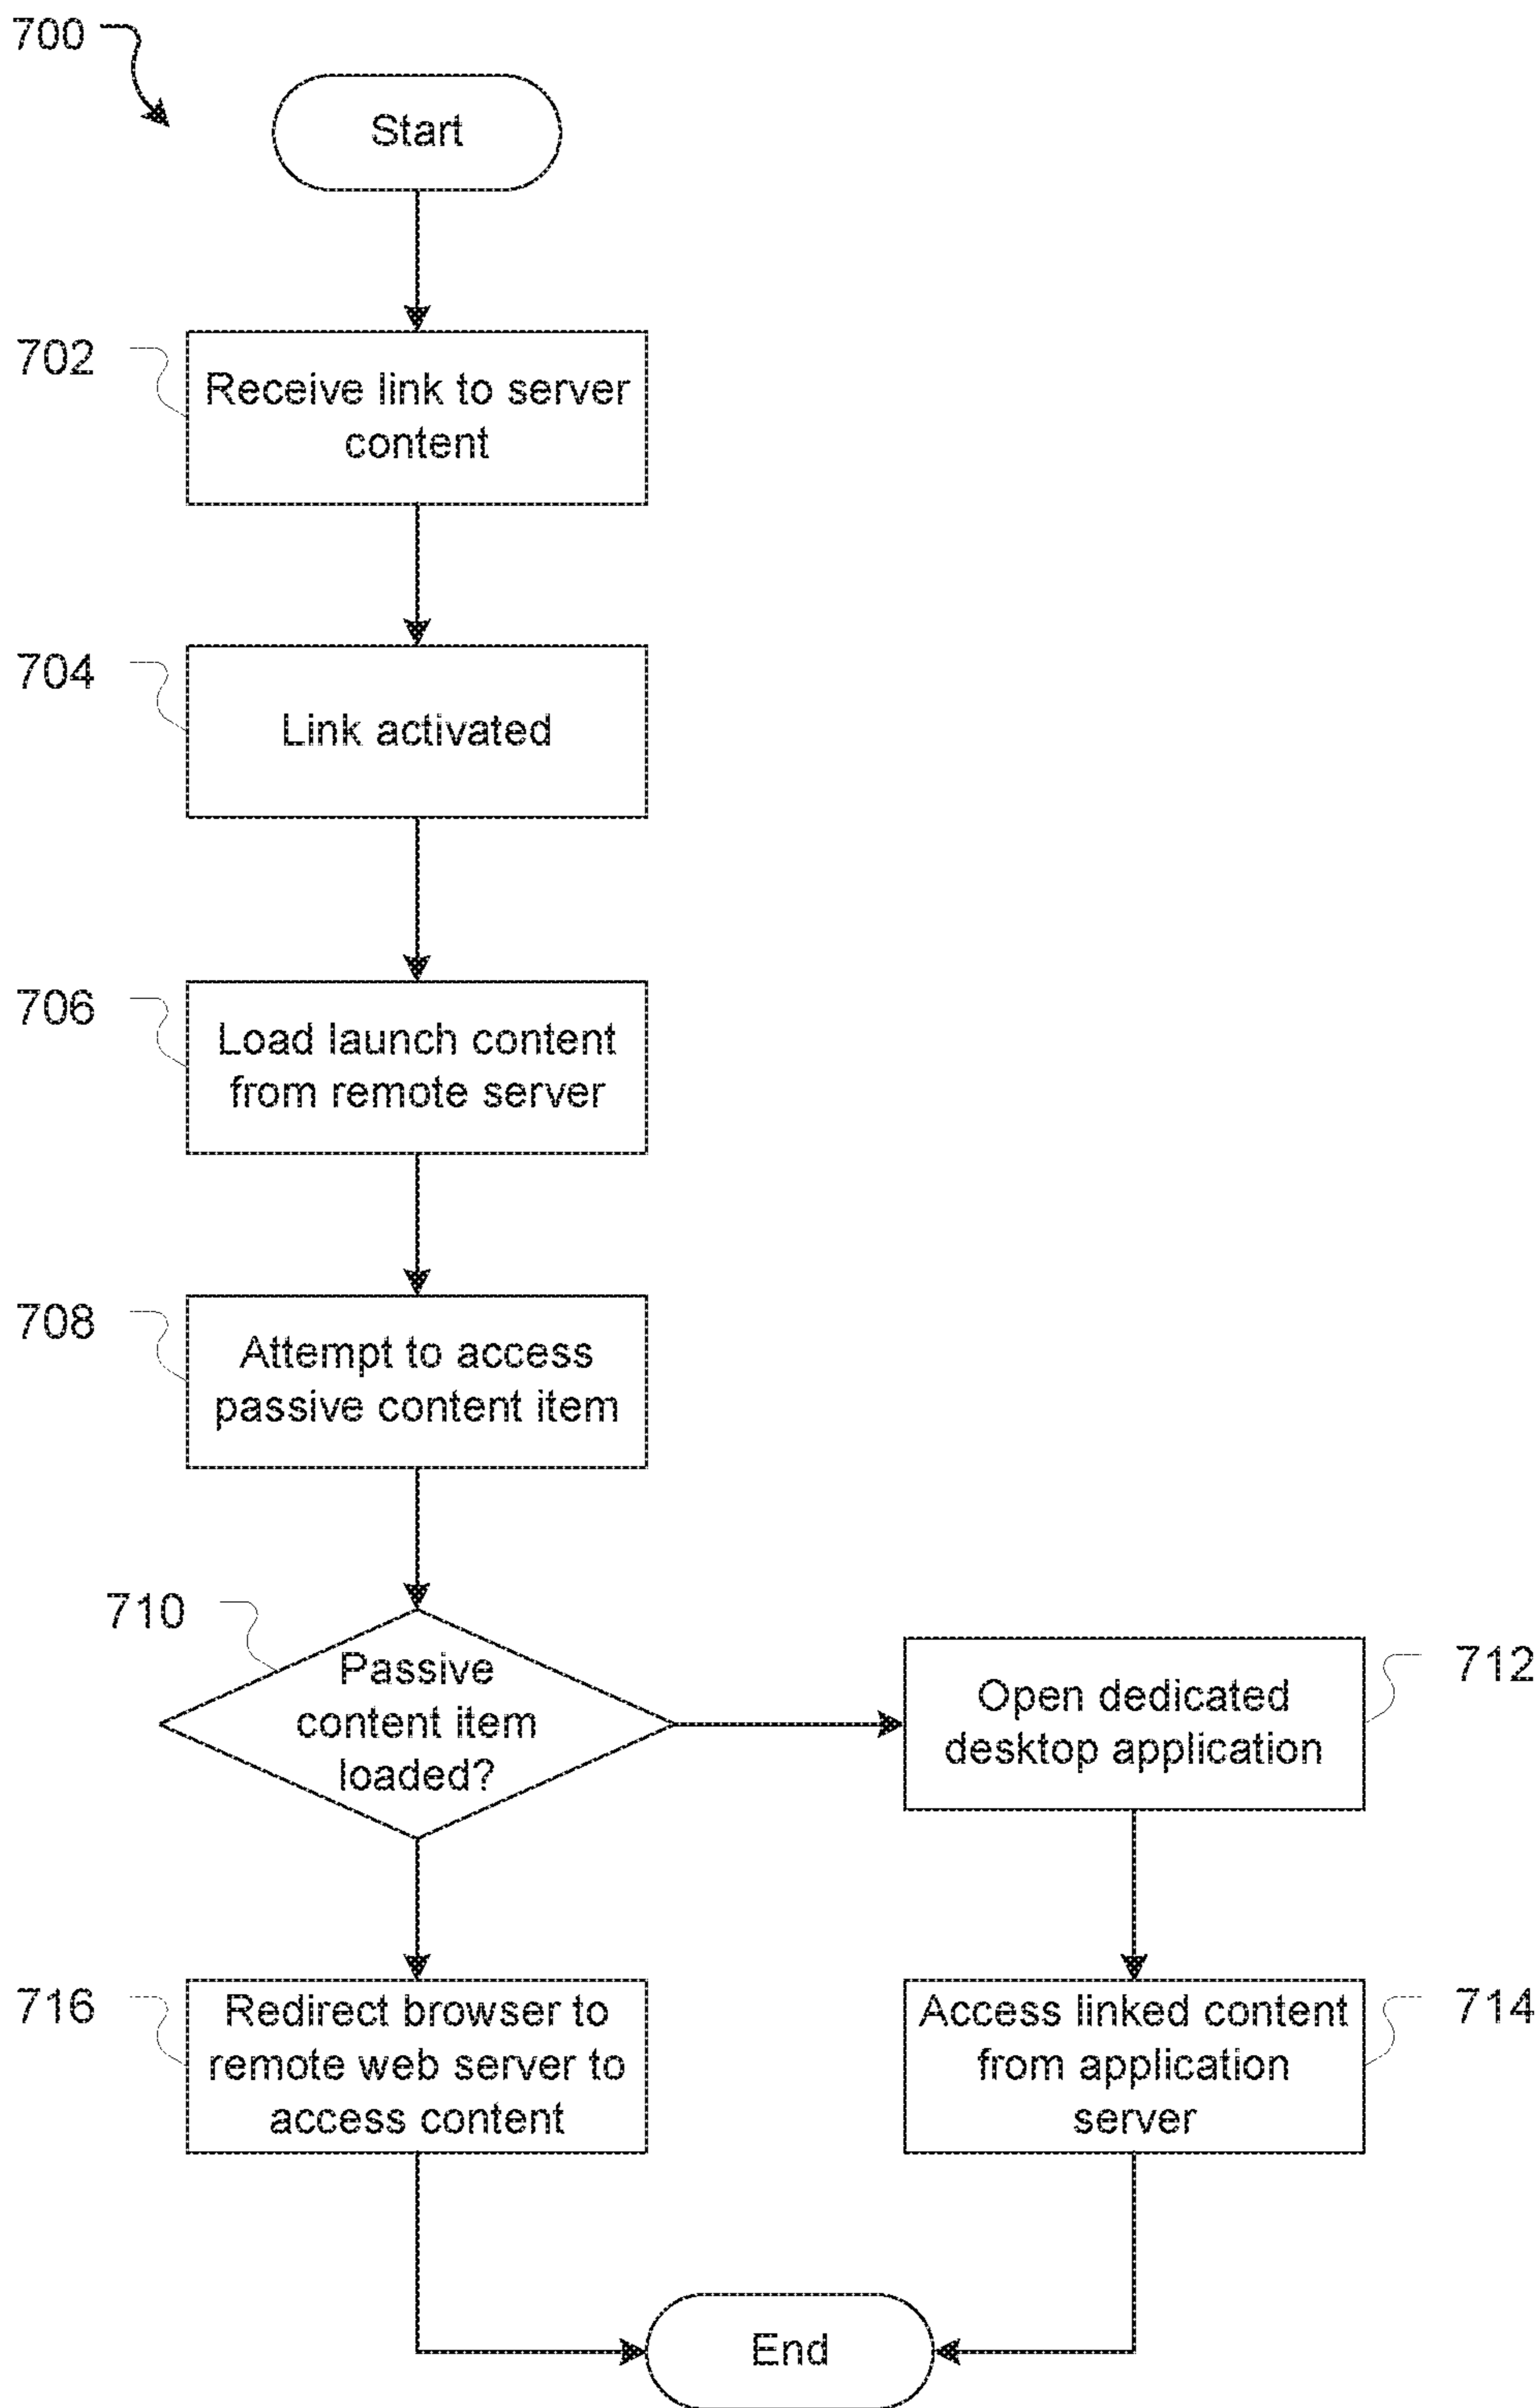 700
Start
702
Receive link to server
content
704
Link activated
706
Load launch content
from remote server
708
Attempt to access
passive content item
710
Passive
content item
loaded?
712
Open dedicated
desktop application
716
Redirect browser to
remote web server to
access content
714
Access linked content
from application
server
End